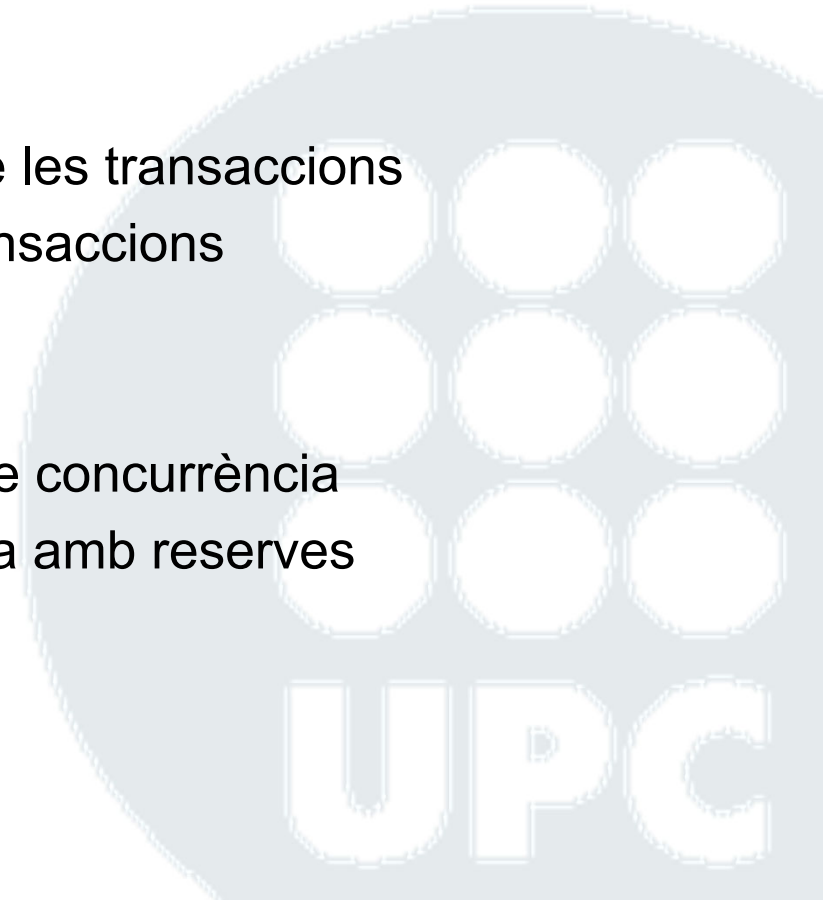 e les transaccions
nsaccions
e concurrència
a amb reserves
UPC